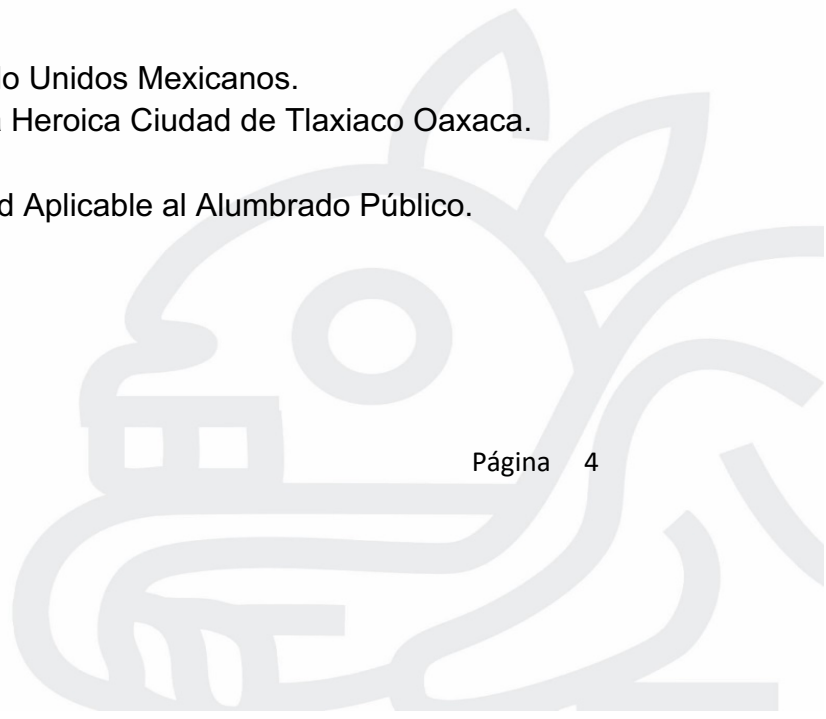 lo Unidos Mexicanos.
Heroica Ciudad de Tlaxiaco Oaxaca.
d Aplicable al Alumbrado Público.
Página 4